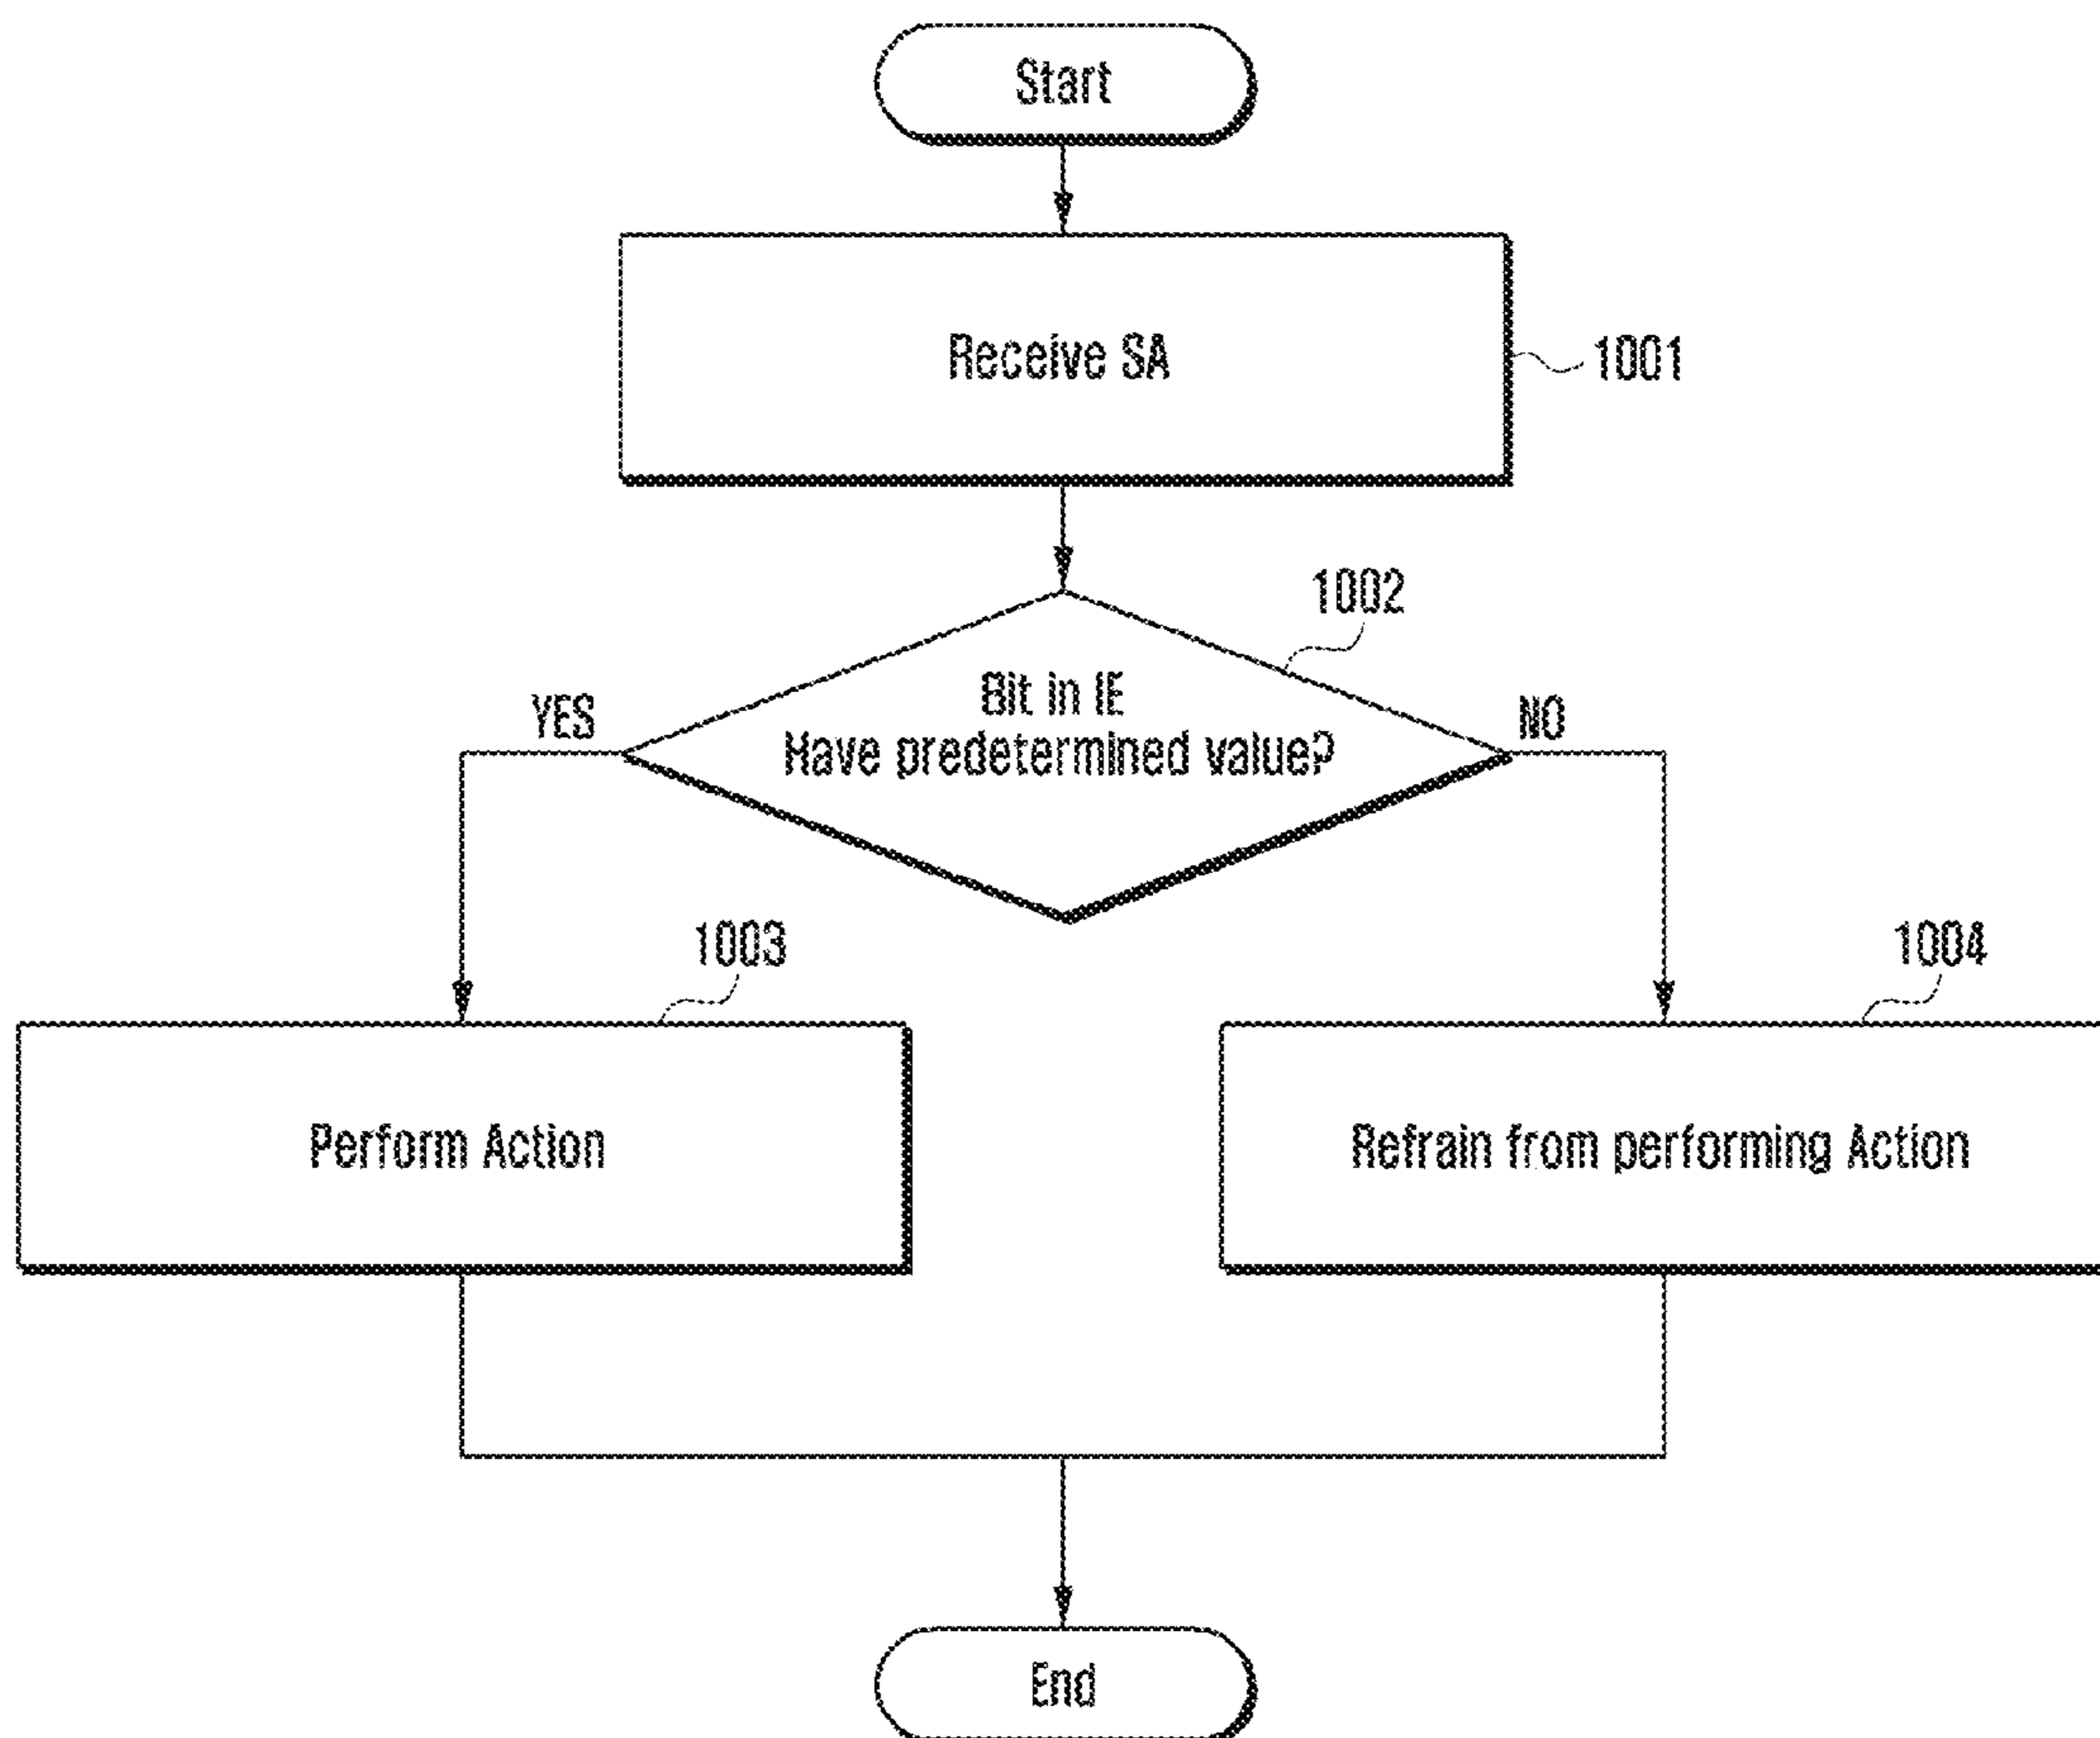 Start
Receive SA
1001
1002
Bit in IE
Have predetermined value?
YES
NO
1003
1004
Perform Action
Refrain from performing Action
End